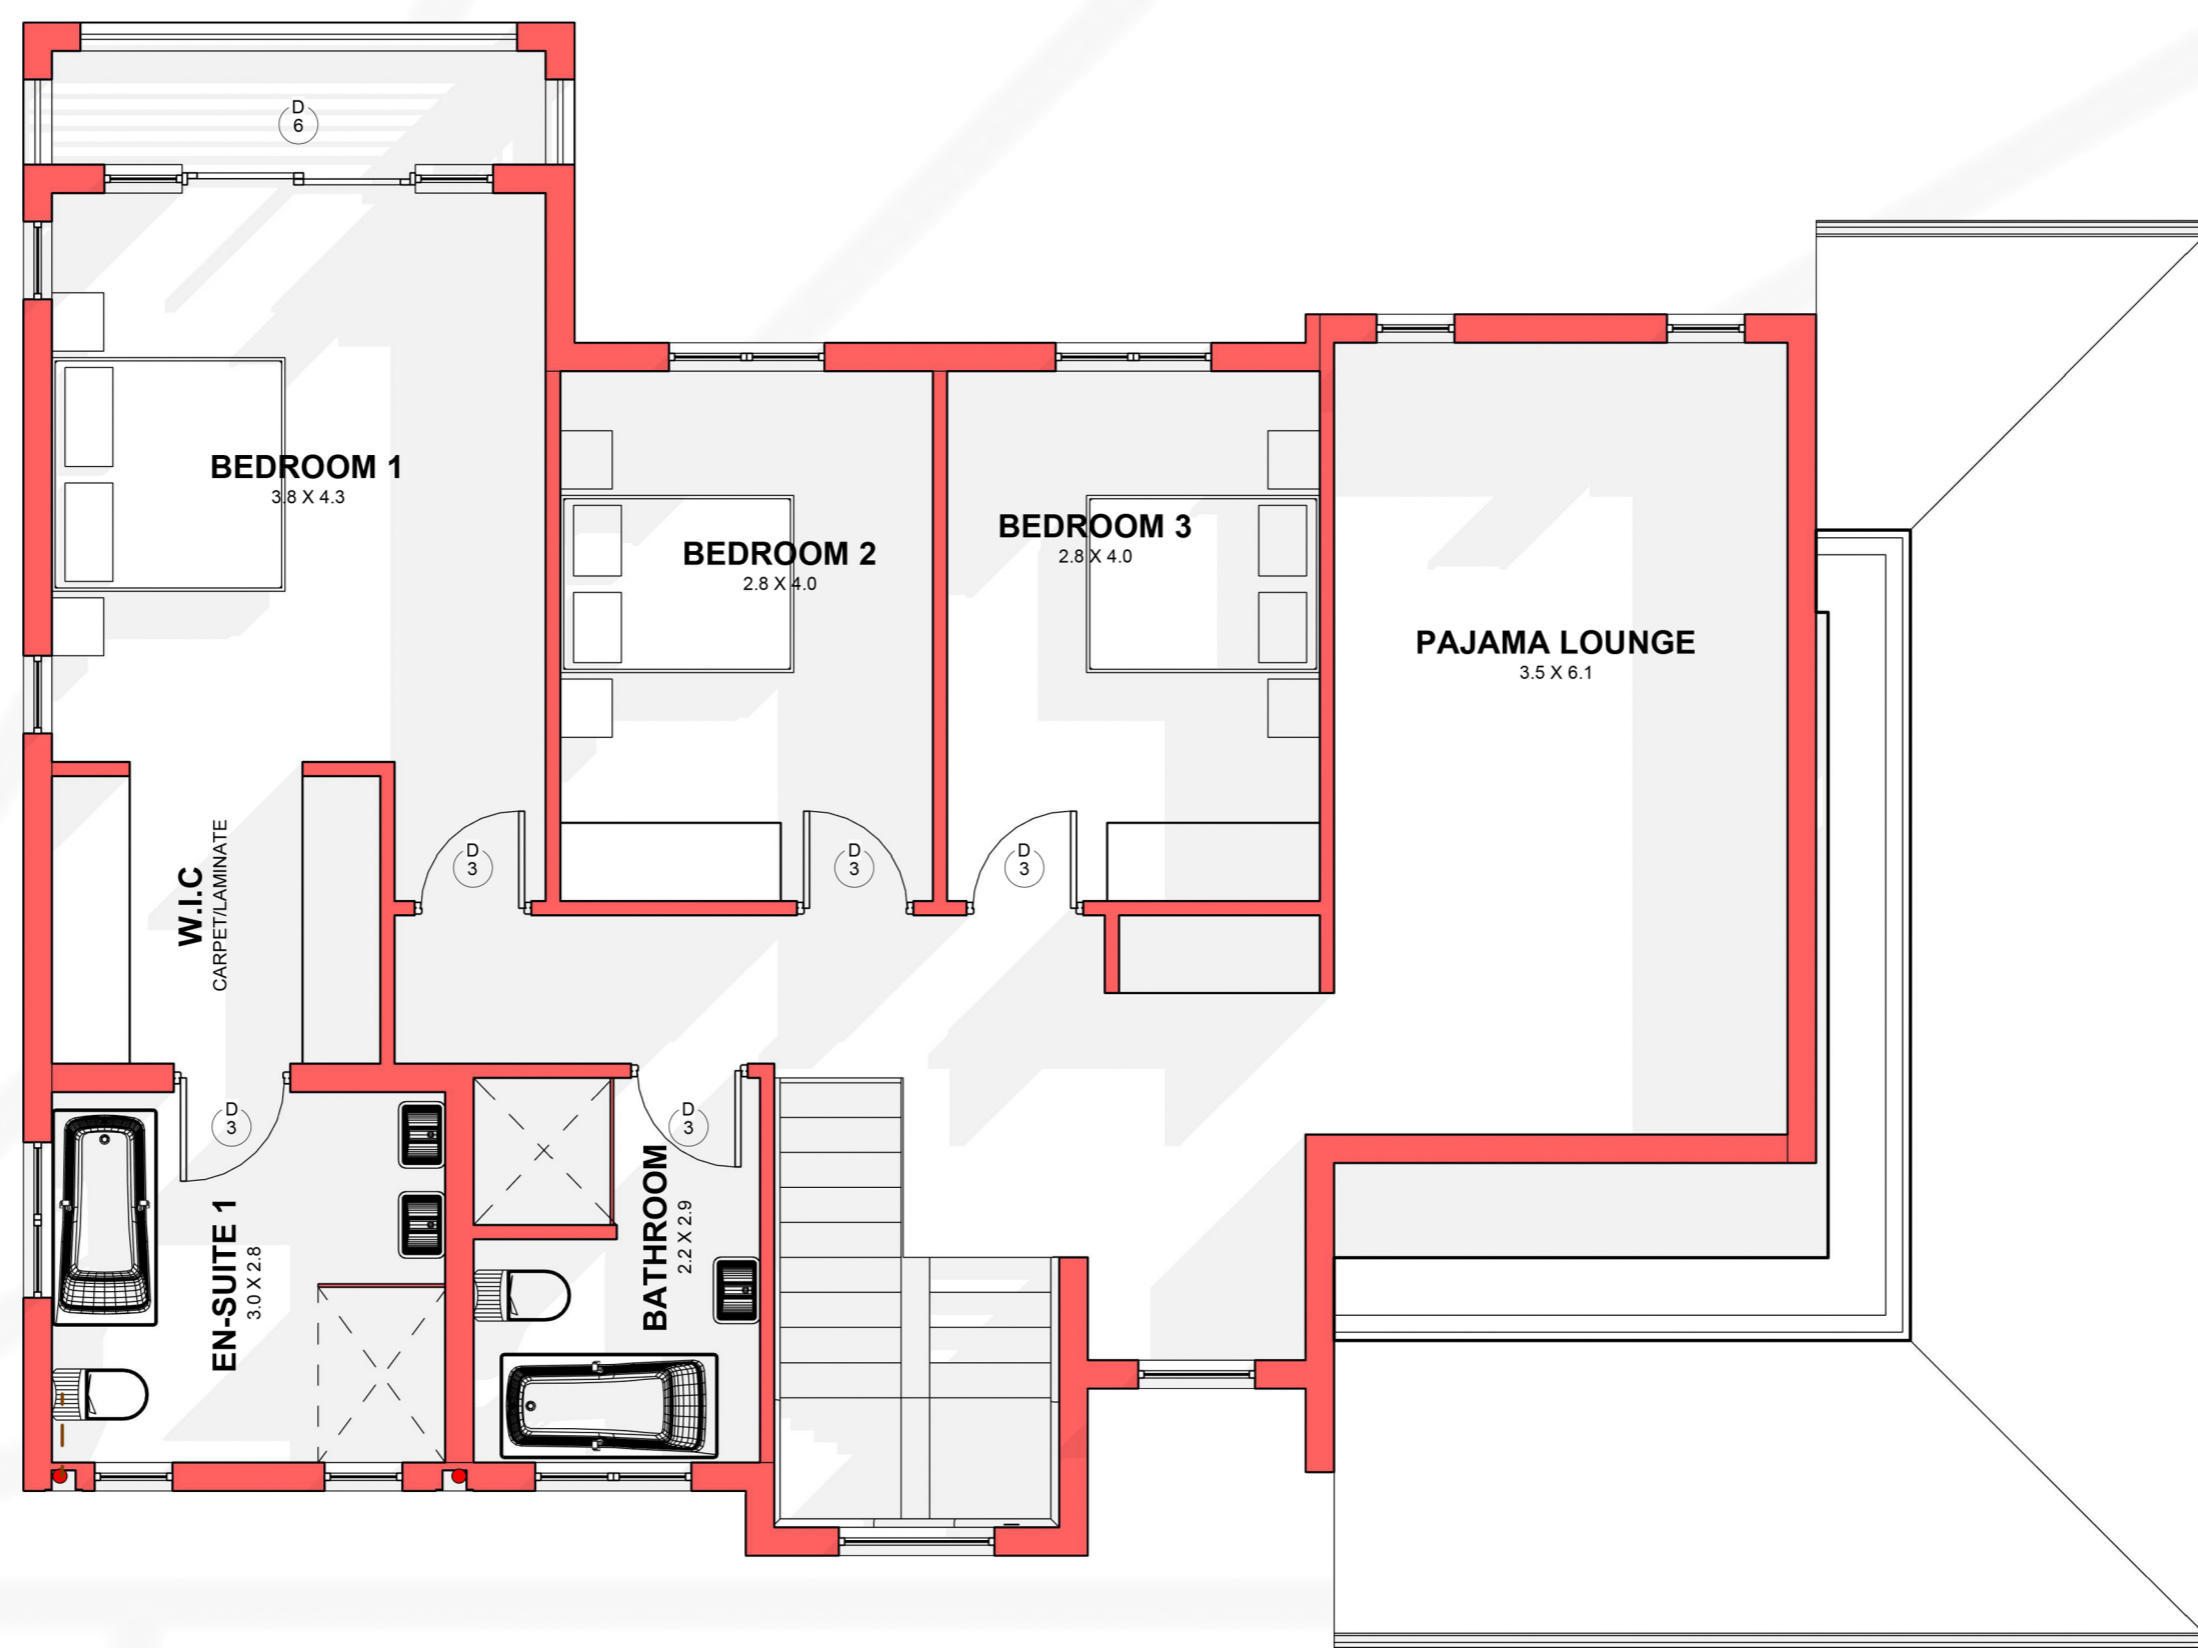 D
6
BEDROOM 1
3.8 X 4.3
BEDROOM 2
2.8 X 4.0
BEDROOM 3
2.8 X 4.0
PAJAMA LOUNGE
3.5 X 6.1
D
3
D
3
D
3
W.I.C
CARPET/LAMINATE
D
3
D
3
EN-SUITE 1
3.0 X 2.8
BATHROOM
2.2 X 2.9